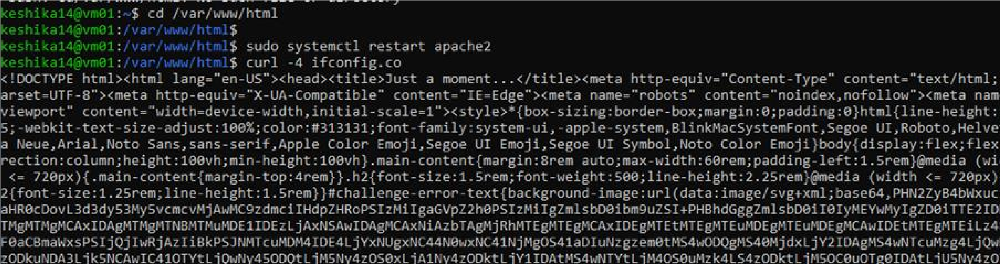 keshika14@vm01:~$ cd /var/www/html
keshika14@vm01:/var/www/html$
keshika14@vm01:/var/www/html$ sudo systemctl restart apache2
keshika14@vm01:/var/www/html$ curl -4 ifconfig.co
<!DOCTYPE html><html lang="en-US"><head><title>Just a moment...</title><meta http-equiv="Content-Type" content="text/html;
arset=UTF-8"><meta http-equiv="X-UA-Compatible" content="IE=Edge"><meta name="robots" content="noindex,nofollow"><meta nam
viewport" content="width=device-width,initial-scale=1"><style>*{box-sizing:border-box;margin:0;padding:0}html{line-height:
5;-webkit-text-size-adjust:100%;color:#313131;font-family:system-ui,-apple-system,BlinkMacSystemFont,Segoe UI,Roboto,Helve
a Neue,Arial,Noto Sans,sans-serif,Apple Color Emoji,Segoe UI Emoji,Segoe UI Symbol,Noto Color Emoji}body{display:flex;flex
rection:column;height:100vh;min-height:100vh}.main-content{margin:8rem auto;max-width:60rem;padding-left:1.5rem}@media (wi
<= 720px){.main-content{margin-top:4rem}}.h2{font-size:1.5rem;font-weight:500;line-height:2.25rem}@media (width <= 720px)
2{font-size:1.25rem;line-height:1.5rem}}#challenge-error-text{background-image:url(data:image/svg+xml;base64,PHN2ZyB4bWxuc
aHR0cDovL3d3dy53My5vcmcvMjAwMC9zdmciIHdpZHRoPSIzMiIgaGVpZ2h0PSIzMiIgZmlsbD0ibm9uZSI+PHBhdGggZmlsbD0iI0IyMEYwMyIgZD0iTTE2ID
TMgMTMgMCAxIDAgMTMgMTNBMTMuMDE1IDEzLjAxNSAwIDAgMCAxNiAzbTAgMjRhMTEgMTEgMCAxIDEgMTEtMTEgMTEuMDEgMTEuMDEgMCAwIDEtMTEgMTEiLz4
F0aCBmaWxsPSIjQjIwRjAzIiBkPSJNMTcuMDM4IDE4LjYxNUgxNC44N0wxNC41NjMgOS41aDIuNzgzem0tMS4wODQgMS40MjdxLjY2IDAgMS4wNTcuMzg4LjQw
zODkuNDA3Ljk5NCAwIC41OTYtLjQwNy45ODQtLjM5Ny4zOS0xLjA1Ny4zODktLjY1IDAtMS4wNTYtLjM4OS0uMzk4LS4zODktLjM5OC0uOTg0IDAtLjU5Ny4zO